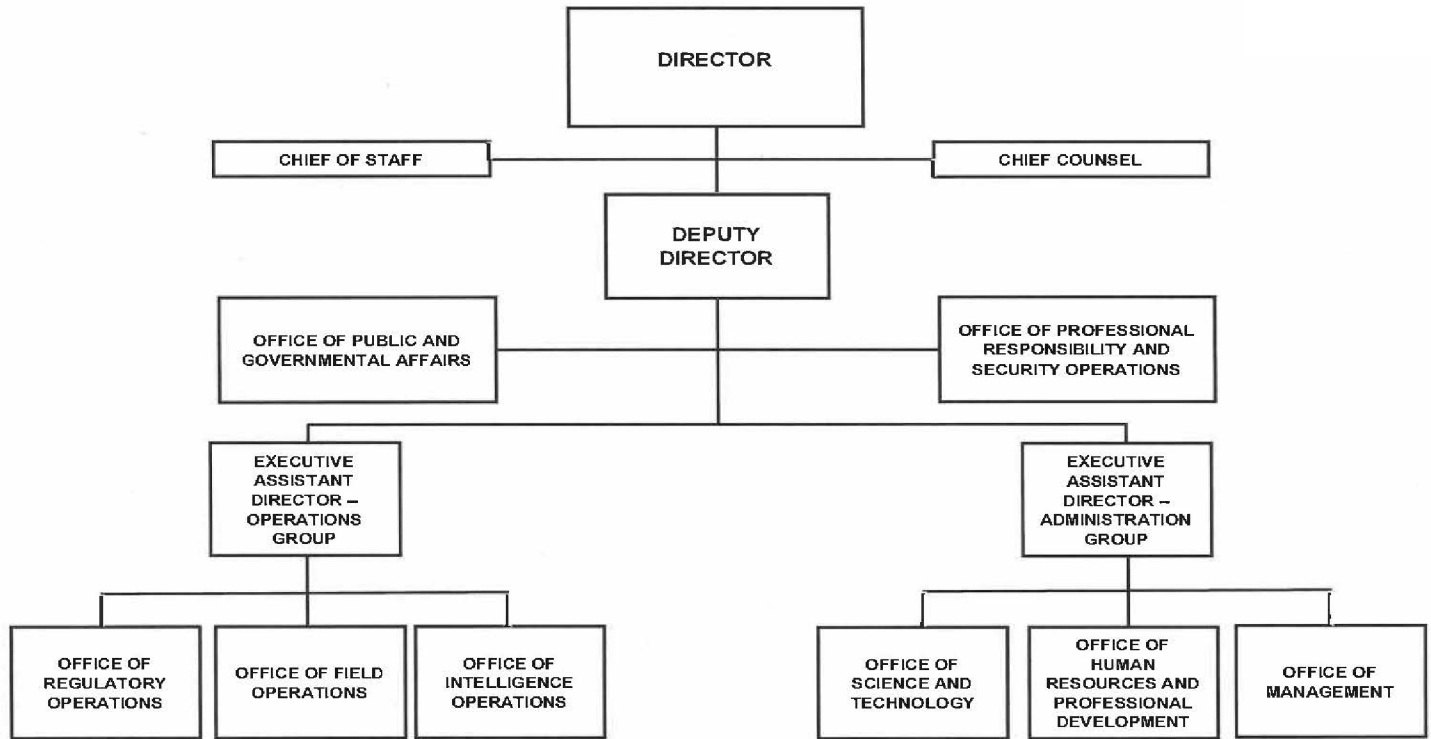 DIRECTOR
CHIEF OF STAFF
CHIEF COUNSEL
DEPUTY
DIRECTOR
OFFICE OF PUBLIC AND
GOVERNMENTAL AFFAIRS
OFFICE OF PROFESSIONAL
RESPONSIBILITY AND
SECURITY OPERATIONS
EXECUTIVE
ASSISTANT
DIRECTOR –
OPERATIONS
GROUP
EXECUTIVE
ASSISTANT
DIRECTOR –
ADMINISTRATION
GROUP
OFFICE OF
REGULATORY
OPERATIONS
OFFICE OF FIELD
OPERATIONS
OFFICE OF
INTELLIGENCE
OPERATIONS
OFFICE OF
SCIENCE AND
TECHNOLOGY
OFFICE OF
HUMAN
RESOURCES AND
PROFESSIONAL
DEVELOPMENT
OFFICE OF
MANAGEMENT